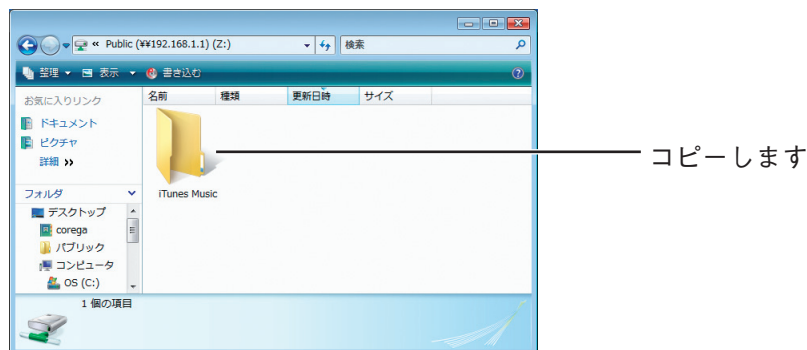 « Public (¥¥192.168.1.1) (Z:)
検索
整理 表示 書き込む
お気に入りリンク
ドキュメント
ピクチャ
詳細 »
フォルダ
デスクトップ
corega
パブリック
コンピュータ
OS (C:)
名前 種類 更新日時 サイズ
iTunes Music
1 個の項目
コピーします